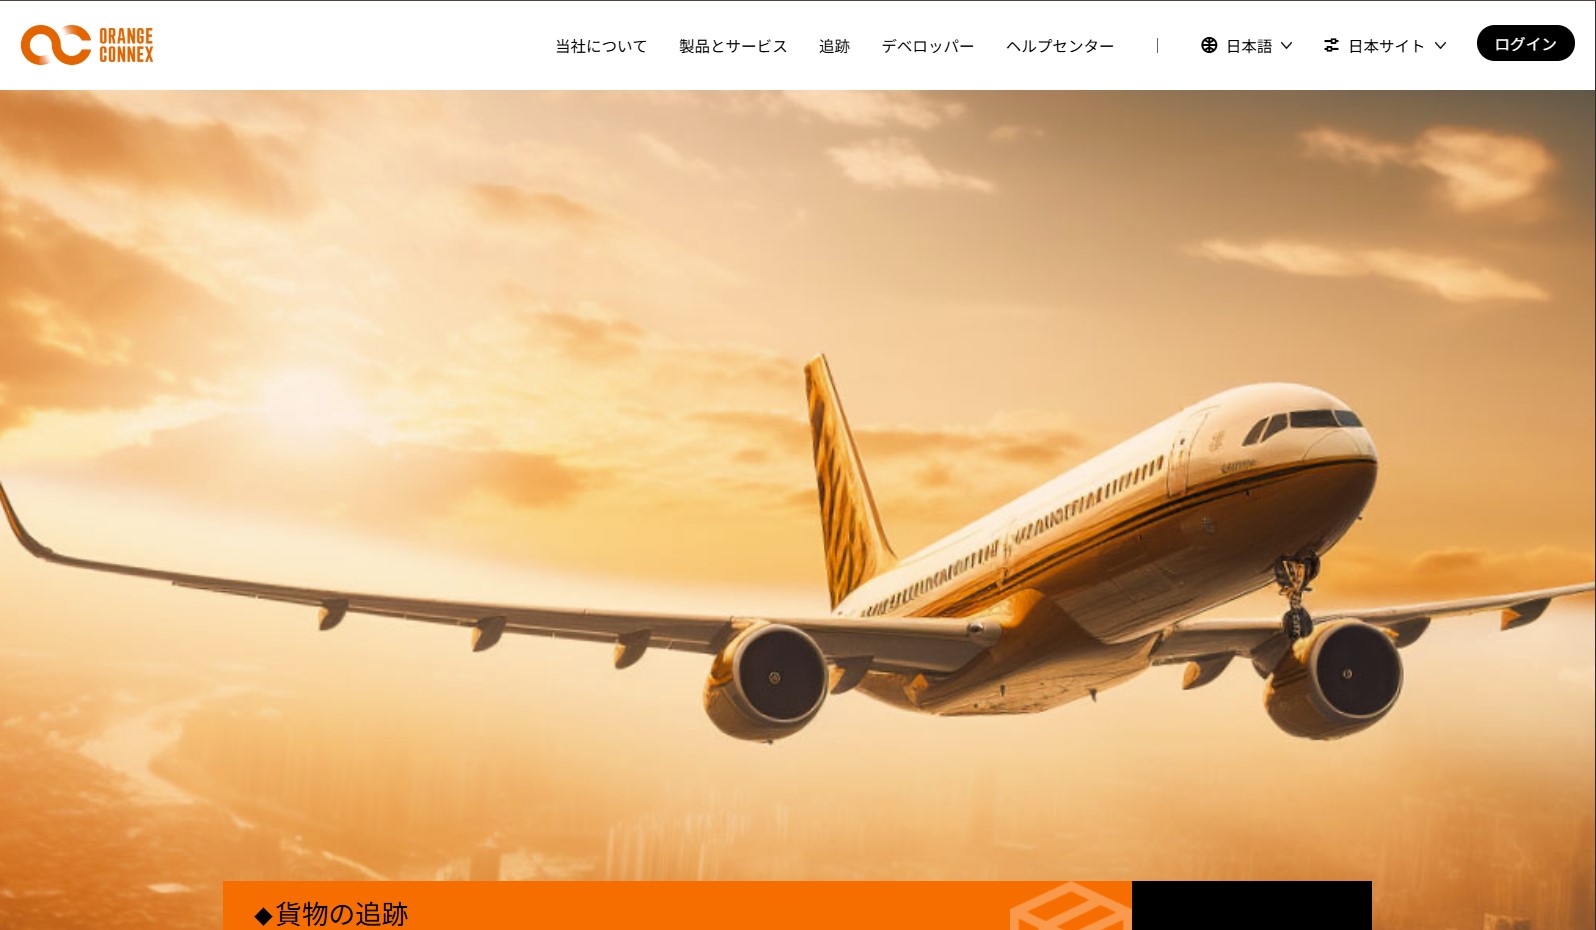 ORANGE
CONNEX
当社について 製品とサービス 追跡 デベロッパー ヘルプセンター 日本語 日本サイト ログイン
◆貨物の追跡